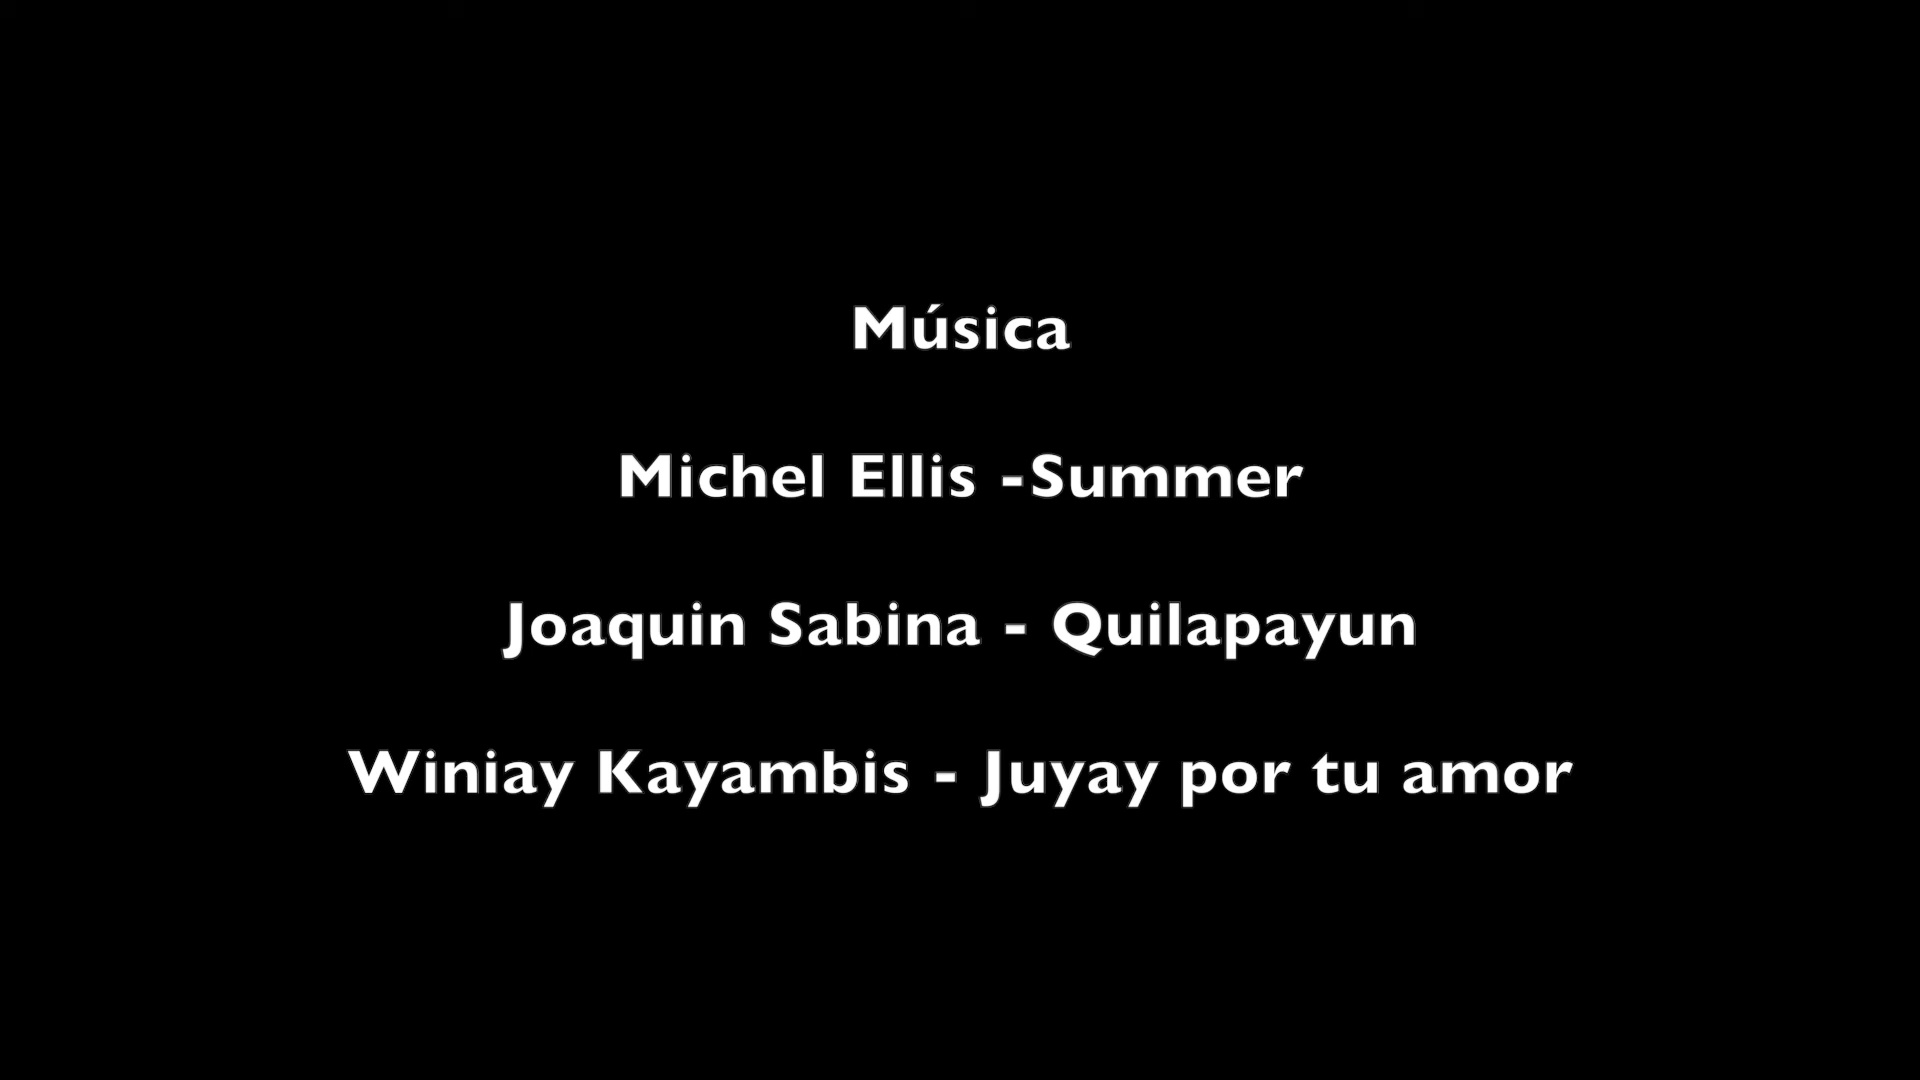 Música
Michel Ellis -Summer
Joaquin Sabina - Quilapayun
Winiay Kayambis - Juyay por tu amor